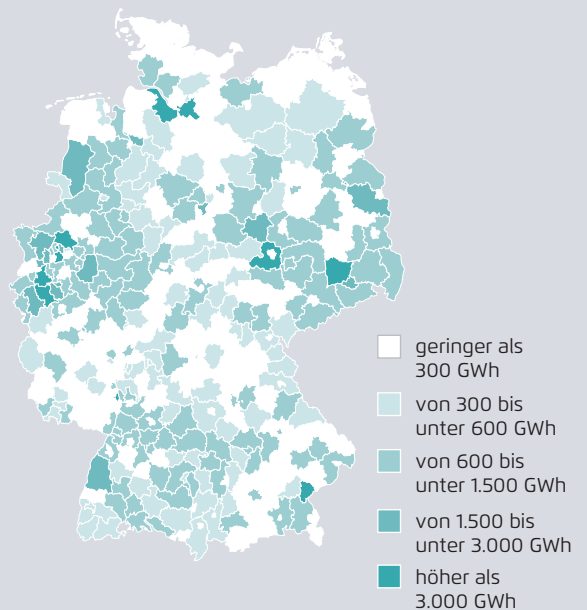 geringer als
300 GWh
von 300 bis
unter 600 GWh
von 600 bis
unter 1.500 GWh
von 1.500 bis
unter 3.000 GWh
höher als
3.000 GWh